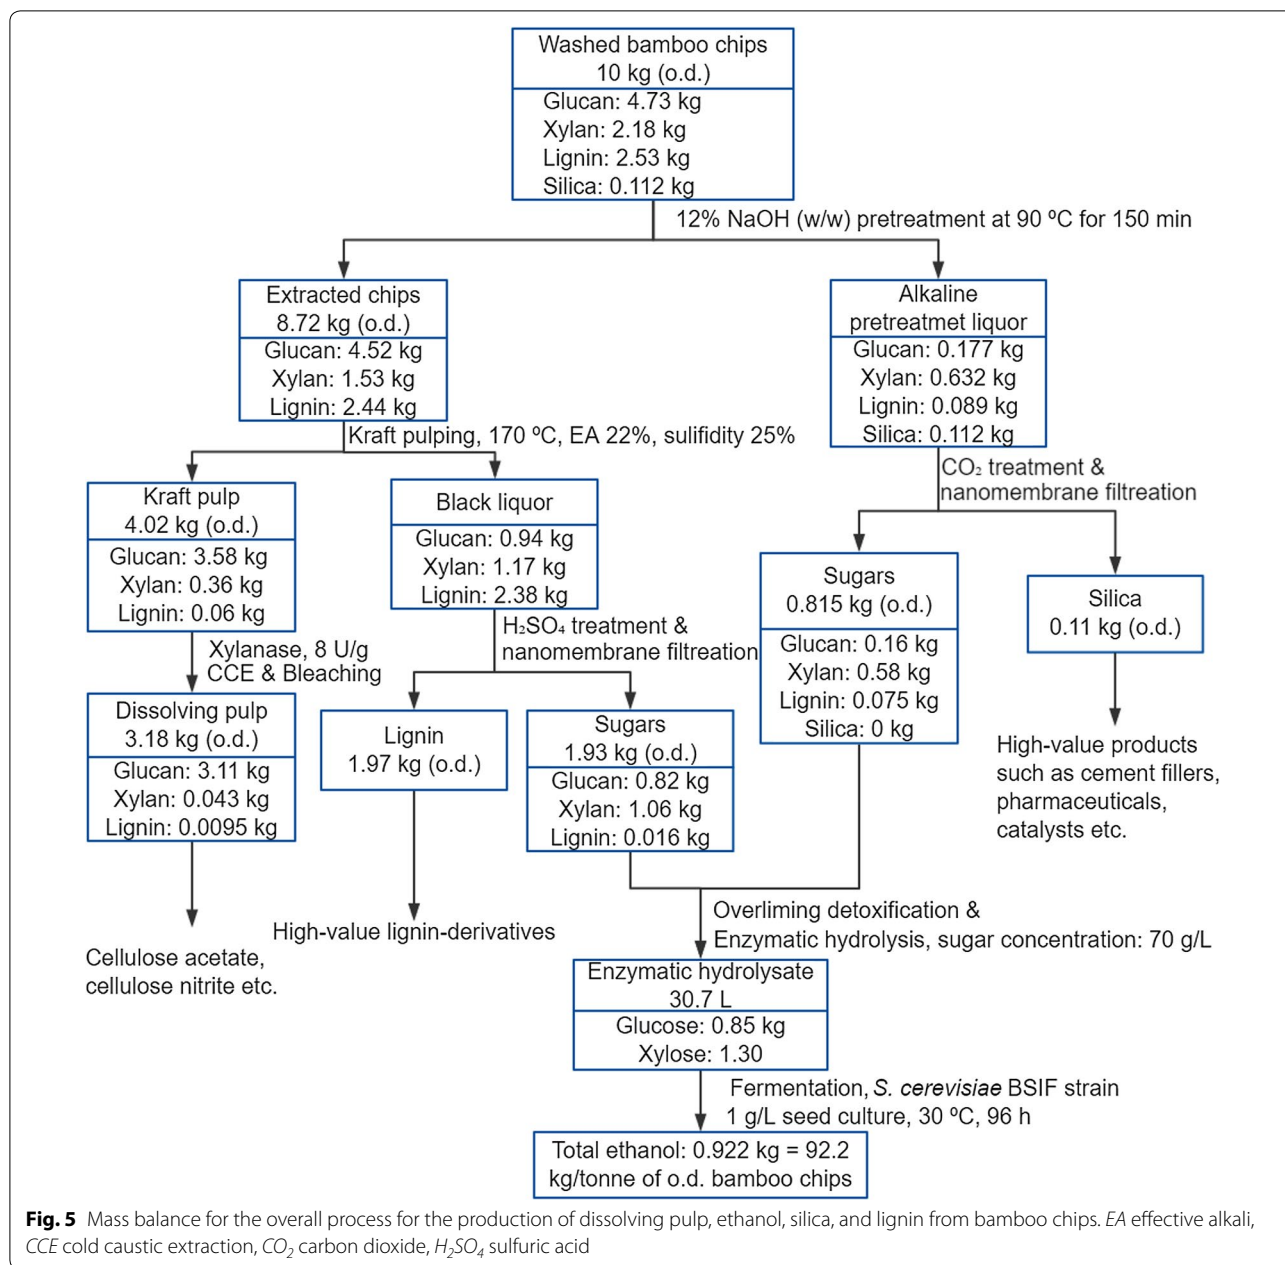 Washed bamboo chips
10 kg (o.d.)
Glucan: 4.73 kg
Xylan: 2.18 kg
Lignin: 2.53 kg
Silica: 0.112 kg
12% NaOH (w/w) pretreatment at 90 ºC for 150 min
Extracted chips
8.72 kg (o.d.)
Glucan: 4.52 kg
Xylan: 1.53 kg
Lignin: 2.44 kg
Alkaline
pretreatmet liquor
Glucan: 0.177 kg
Xylan: 0.632 kg
Lignin: 0.089 kg
Silica: 0.112 kg
Kraft pulping, 170 ºC, EA 22%, sulifidity 25%
CO₂ treatment &
nanomembrane filtreation
Kraft pulp
4.02 kg (o.d.)
Glucan: 3.58 kg
Xylan: 0.36 kg
Lignin: 0.06 kg
Black liquor
Glucan: 0.94 kg
Xylan: 1.17 kg
Lignin: 2.38 kg
Sugars
0.815 kg (o.d.)
Glucan: 0.16 kg
Xylan: 0.58 kg
Lignin: 0.075 kg
Silica: 0 kg
Silica
0.11 kg (o.d.)
Xylanase, 8 U/g
CCE & Bleaching
H₂SO₄ treatment &
nanomembrane filtreation
Dissolving pulp
3.18 kg (o.d.)
Glucan: 3.11 kg
Xylan: 0.043 kg
Lignin: 0.0095 kg
Lignin
1.97 kg (o.d.)
Sugars
1.93 kg (o.d.)
Glucan: 0.82 kg
Xylan: 1.06 kg
Lignin: 0.016 kg
High-value products
such as cement fillers,
pharmaceuticals,
catalysts etc.
Cellulose acetate,
cellulose nitrite etc.
High-value lignin-derivatives
Overliming detoxification &
Enzymatic hydrolysis, sugar concentration: 70 g/L
Enzymatic hydrolysate
30.7 L
Glucose: 0.85 kg
Xylose: 1.30
Fermentation, S. cerevisiae BSIF strain
1 g/L seed culture, 30 ºC, 96 h
Total ethanol: 0.922 kg = 92.2
kg/tonne of o.d. bamboo chips
Fig. 5 Mass balance for the overall process for the production of dissolving pulp, ethanol, silica, and lignin from bamboo chips. EA effective alkali,
CCE cold caustic extraction, CO₂ carbon dioxide, H₂SO₄ sulfuric acid